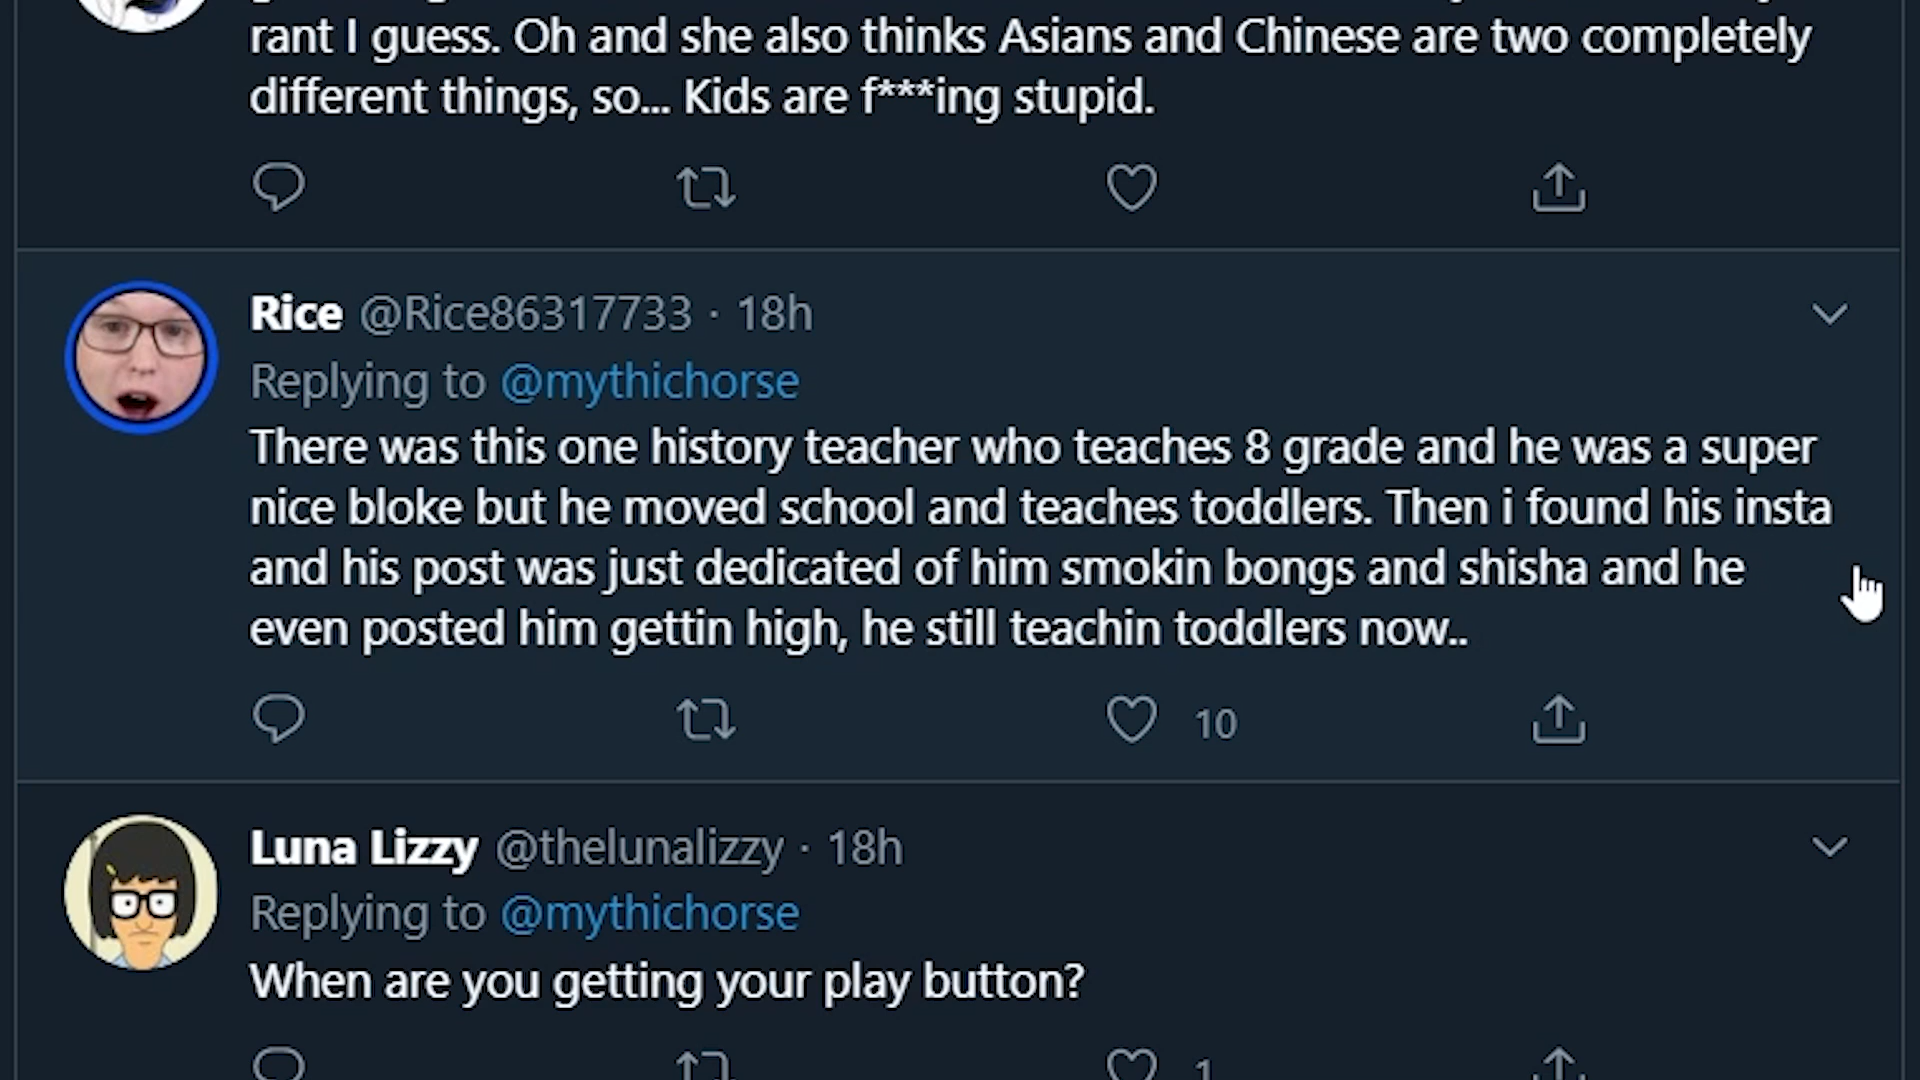 rant I guess. Oh and she also thinks Asians and Chinese are two completely
different things, so... Kids are f***ing stupid.
Rice @Rice86317733 · 18h
Replying to @mythichorse
There was this one history teacher who teaches 8 grade and he was a super
nice bloke but he moved school and teaches toddlers. Then i found his insta
and his post was just dedicated of him smokin bongs and shisha and he
even posted him gettin high, he still teachin toddlers now..
10
Luna Lizzy @thelunalizzy · 18h
Replying to @mythichorse
When are you getting your play button?
1